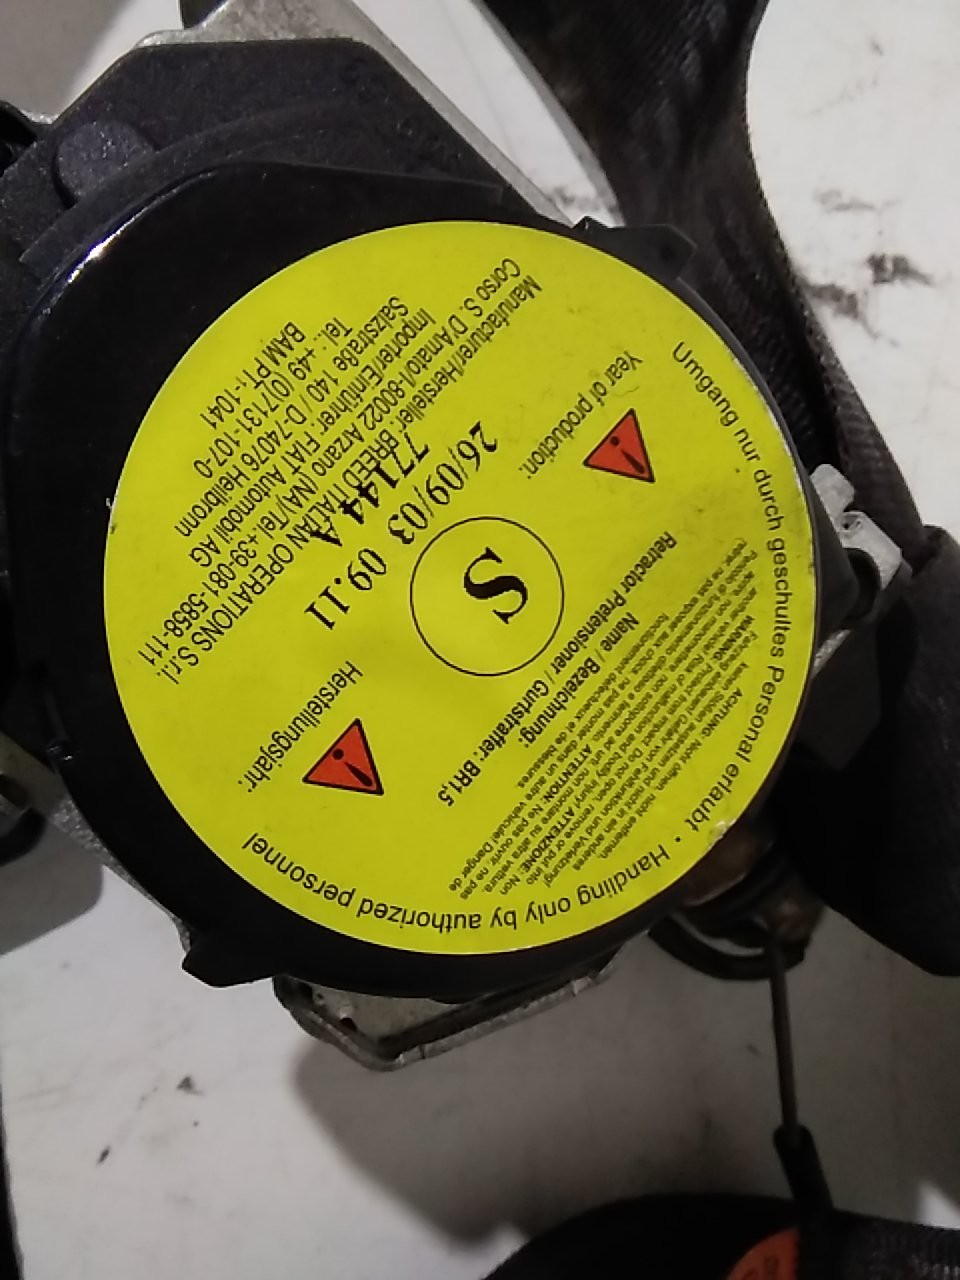 Umgang nur durch geschultes Personal erlaubt • Handling only by authorized personnel
Name / Bezeichnung:
Retractor Pretensioner / Gurtstraffer: BR1,5
S
Year of production:
Herstellungsjahr:
26/09/03 09.11
77144 A
Manufacturer/Hersteller: BREED ITALIAN OPERATIONS S.r.l.
Corso S. D'Amato/I-80022 Arzano (NA)/Tel.+39-081-5858-111
Importer/Einführer: FIAT Automobil AG
Salzstraße 140 / D-74076 Heilbronn
Tel.: +49 (0)7131-107-0
BAM PT1-1041